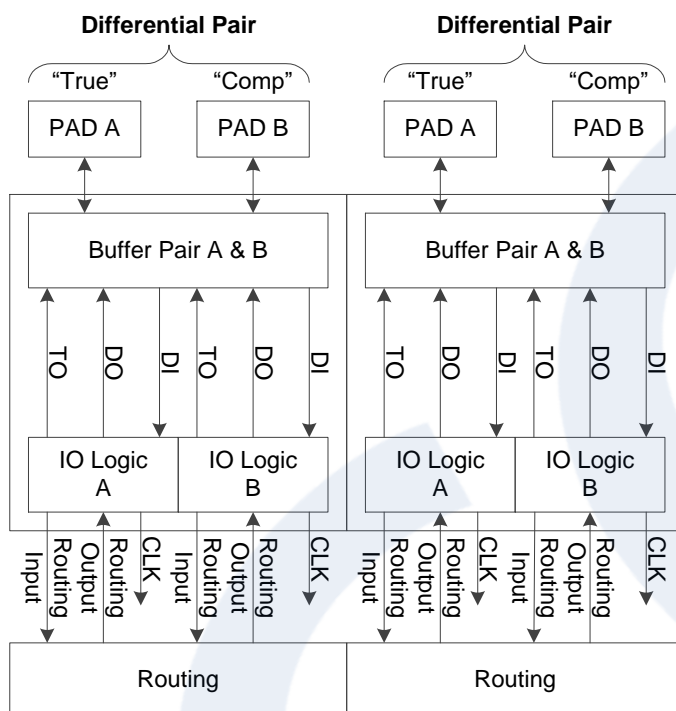 Differential Pair
Differential Pair
“True”
“Comp”
“True”
“Comp”
PAD A
PAD B
PAD A
PAD B
Buffer Pair A & B
Buffer Pair A & B
TO
DO
DI
TO
DO
DI
TO
DO
DI
TO
DO
DI
IO Logic
A
IO Logic
B
IO Logic
A
IO Logic
B
Routing
Input
Routing
Output
CLK
Routing
Input
Routing
Output
CLK
Routing
Input
Routing
Output
CLK
Routing
Input
Routing
Output
CLK
Routing
Routing